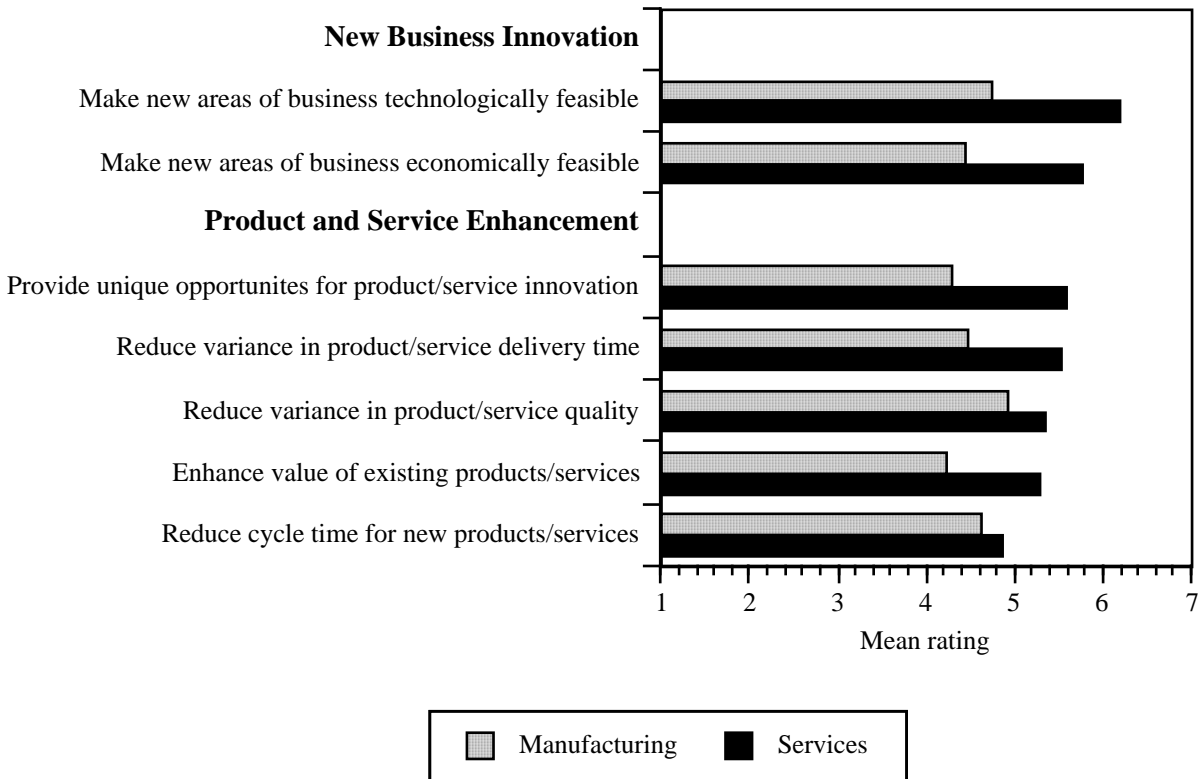 New Business Innovation
Make new areas of business technologically feasible
Make new areas of business economically feasible
Product and Service Enhancement
Provide unique opportunites for product/service innovation
Reduce variance in product/service delivery time
Reduce variance in product/service quality
Enhance value of existing products/services
Reduce cycle time for new products/services
1 2 3 4 5 6 7
Mean rating
Manufacturing Services